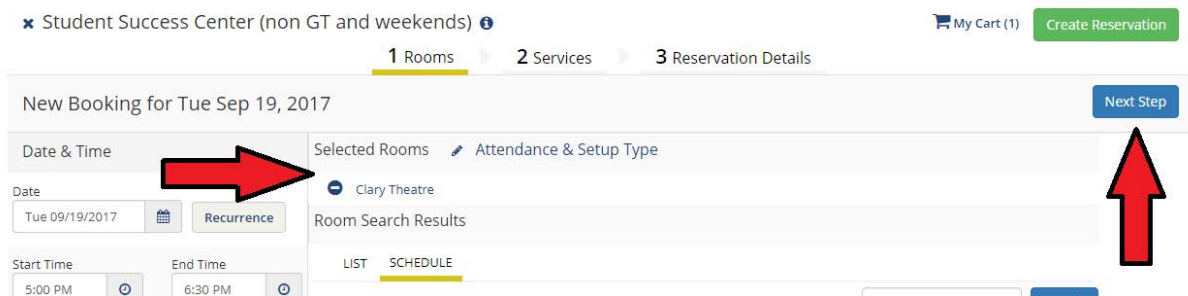 × Student Success Center (non GT and weekends)
My Cart (1)
Create Reservation
1 Rooms
2 Services
3 Reservation Details
New Booking for Tue Sep 19, 2017
Next Step
Date & Time
Selected Rooms
Attendance & Setup Type
Date
Clary Theatre
Tue 09/19/2017
Recurrence
Room Search Results
Start Time
End Time
LIST
SCHEDULE
5:00 PM
6:30 PM